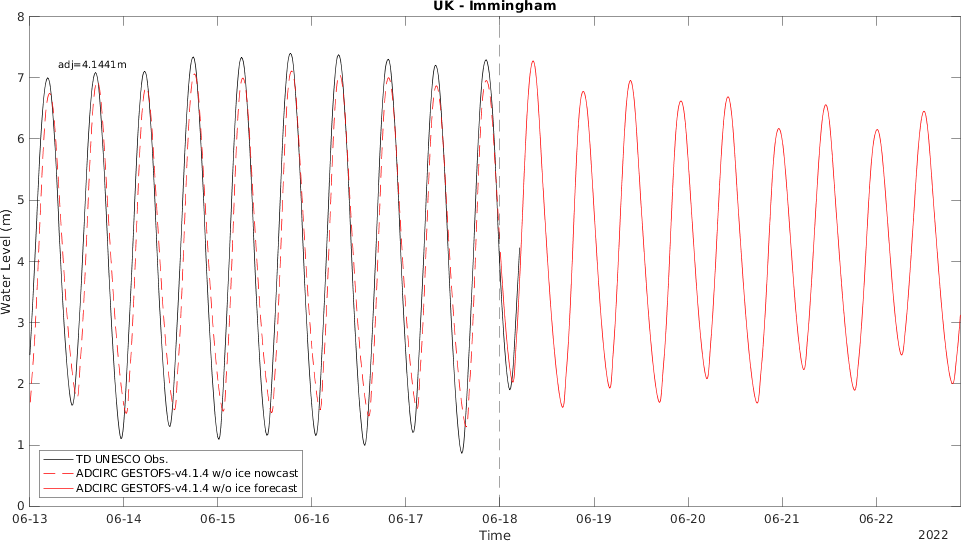 UK - Immingham
8
adj=4.1441m
7
6
5
4
3
2
1
0
Water Level (m)
TD UNESCO Obs.
ADCIRC GESTOFS-v4.1.4 w/o ice nowcast
ADCIRC GESTOFS-v4.1.4 w/o ice forecast
06-13 06-14 06-15 06-16 06-17 06-18 06-19 06-20 06-21 06-22
Time
2022